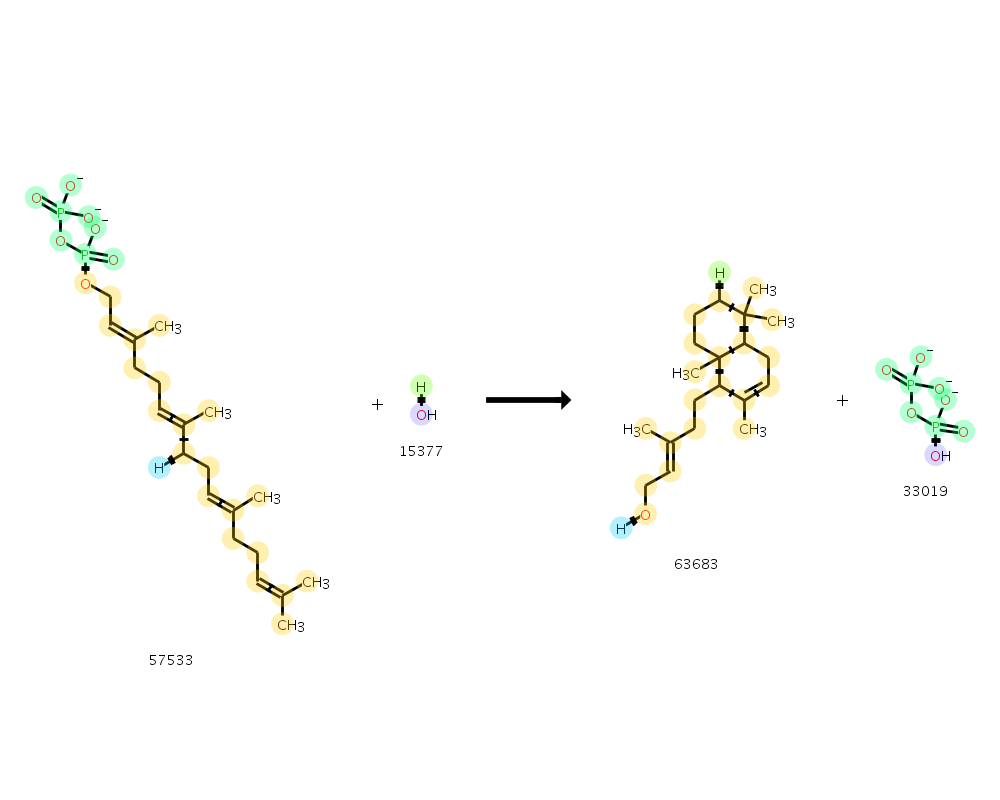 O
O⁻
P
O⁻
O⁻
O
P
O
O
CH3
CH3
H
CH3
CH3
CH3
57533
+
H
OH
15377
H
CH3
CH3
H3C
CH3
H3C
O
H
63683
+
O⁻
O
P
O⁻
O⁻
O
P
O
OH
33019